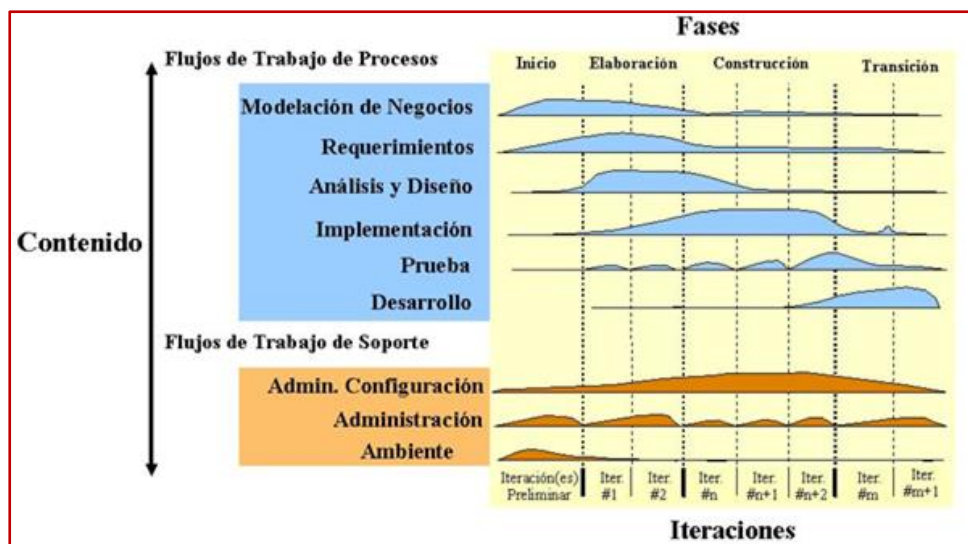 Fases
Flujos de Trabajo de Procesos
Inicio Elaboración Construcción Transición
Modelación de Negocios
Requerimientos
Análisis y Diseño
Implementación
Contenido
Prueba
Desarrollo
Flujos de Trabajo de Soporte
Admin. Configuración
Administración
Ambiente
Iteración(es) Preliminar
Iter. #1
Iter. #2
Iter. #n
Iter. #n+1
Iter. #n+2
Iter. #m
Iter. #m+1
Iteraciones